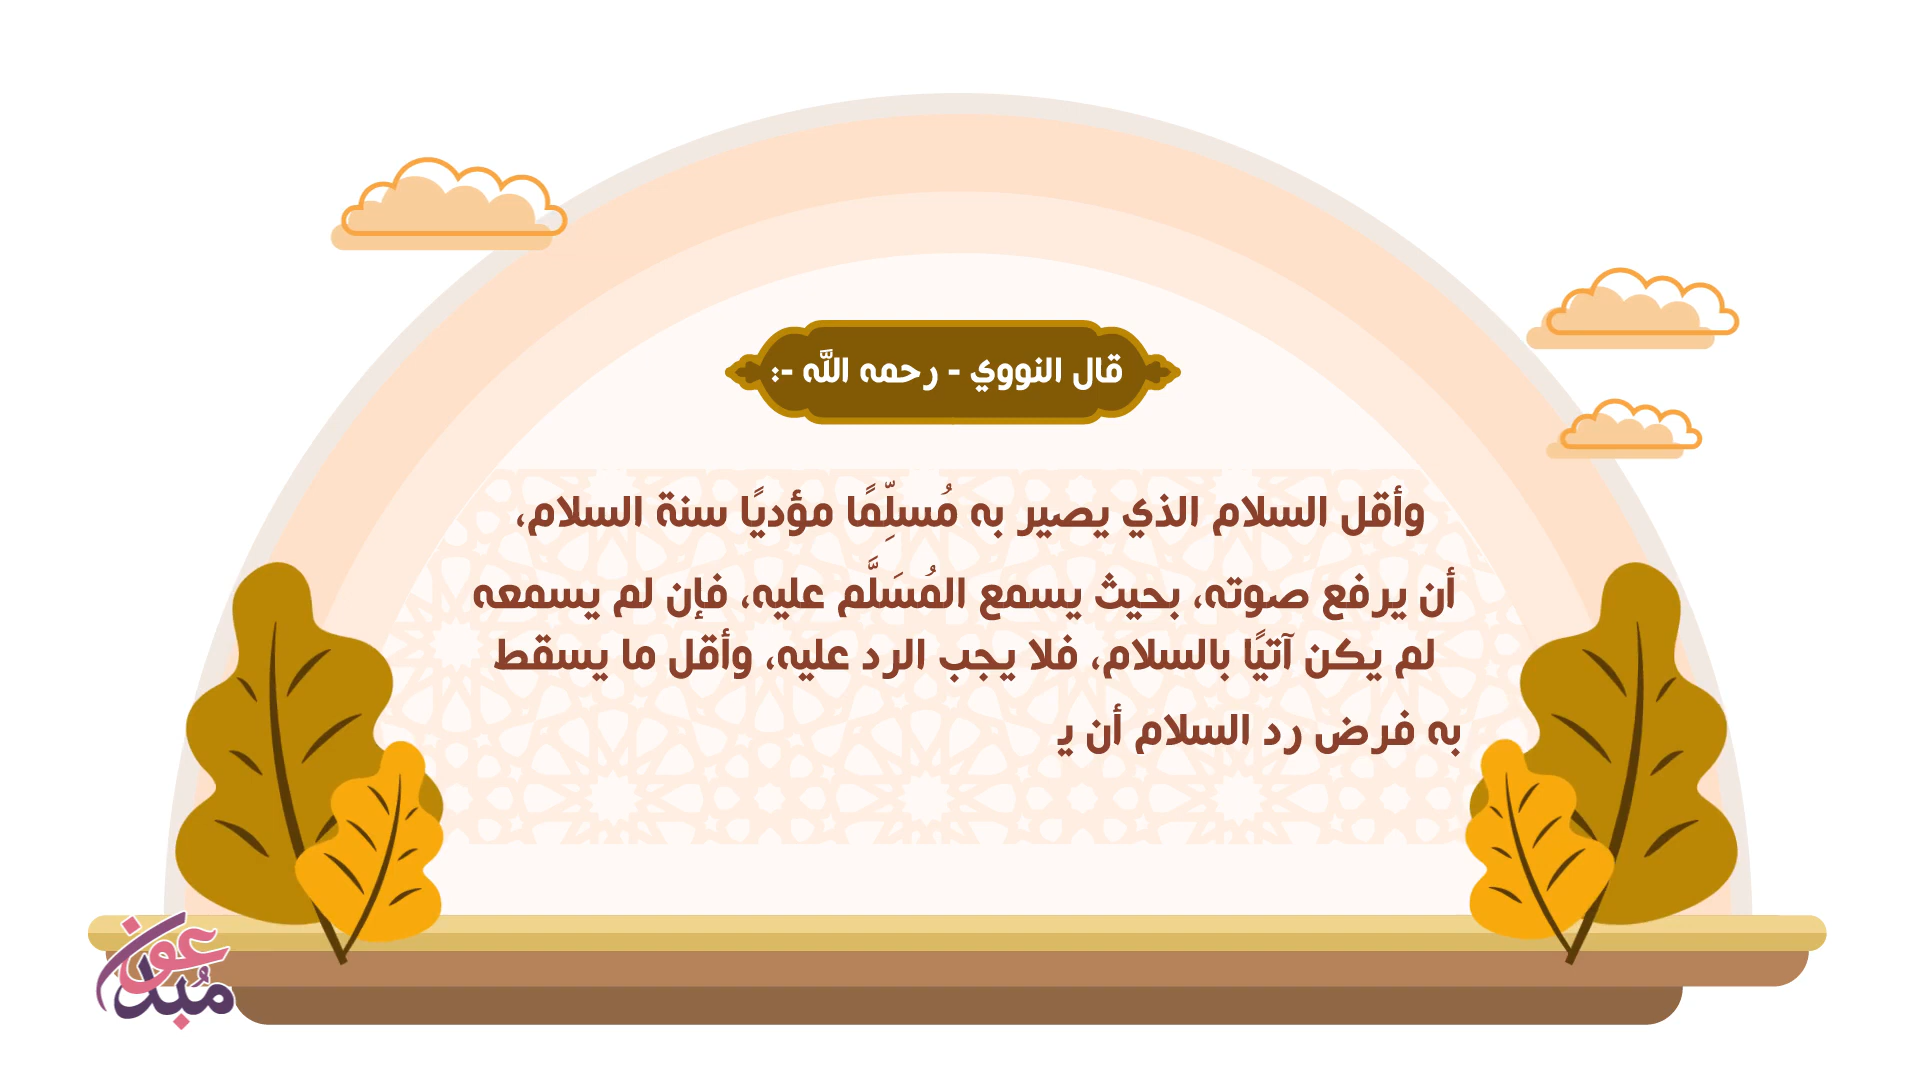 قال النووي - رحمه الله -:
وأقل السلام الذي يصير به مُسلِّمًا مؤديًا سنة السلام،
أن يرفع صوته، بحيث يسمع المُسَلَّم عليه، فإن لم يسمعه
لم يكن آتيًا بالسلام، فلا يجب الرد عليه، وأقل ما يسقط
به فرض رد السلام أن يـ
مُبدعون